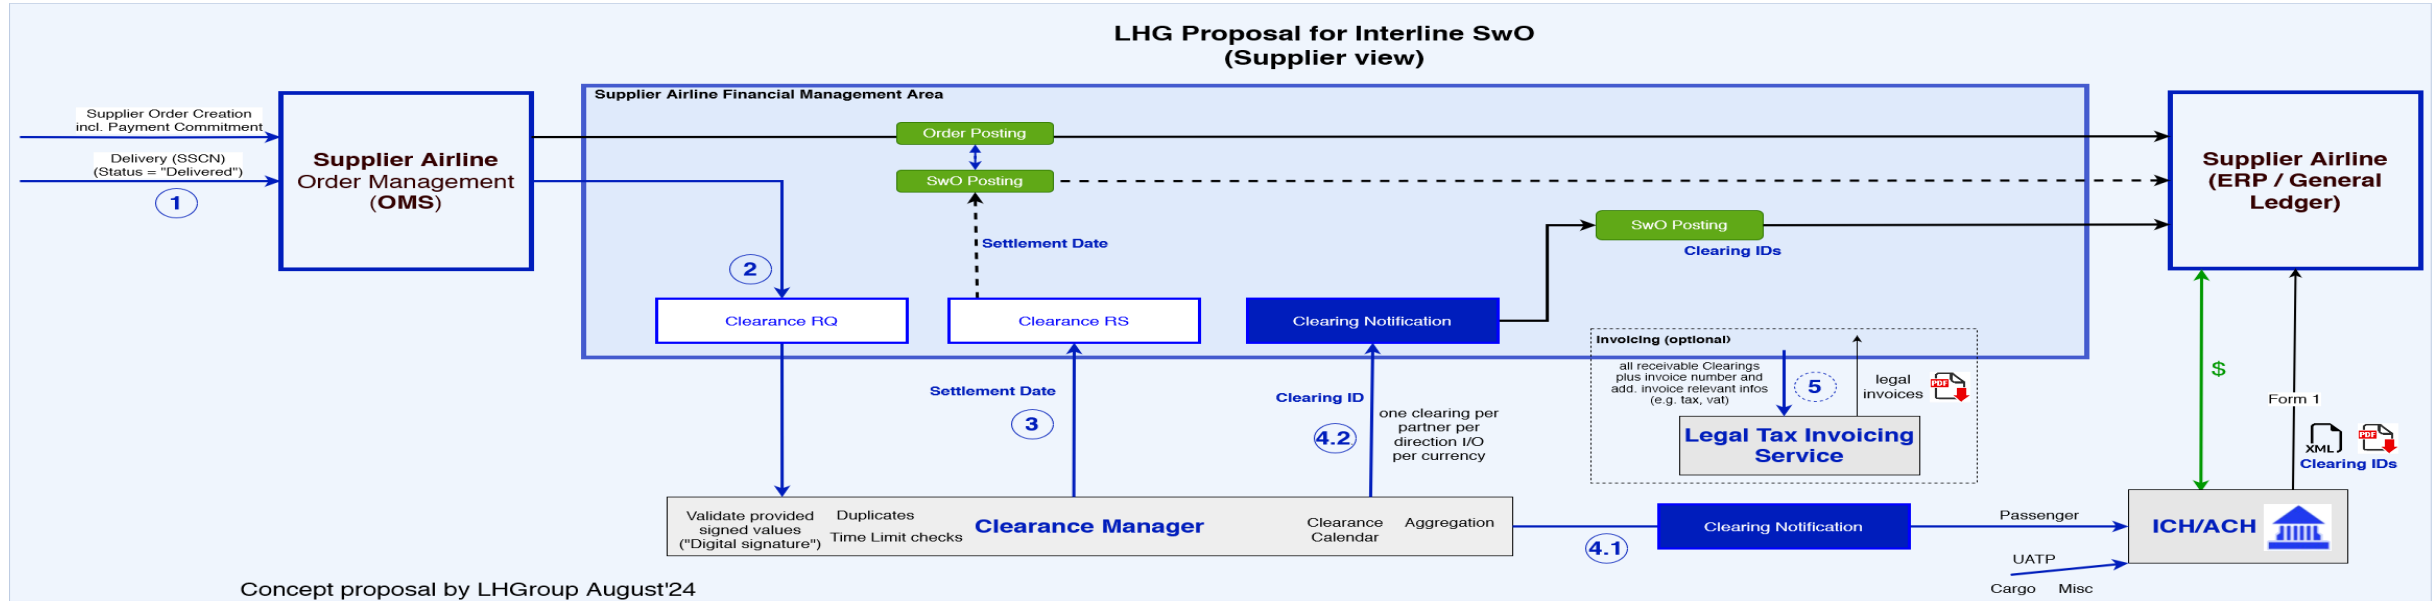 LHG Proposal for Interline SwO
(Supplier view)
Supplier Order Creation
incl. Payment Commitment
Delivery (SSCN)
(Status = "Delivered")
1
Supplier Airline
Order Management
(OMS)
Supplier Airline Financial Management Area
Order Posting
SwO Posting
Settlement Date
2
Clearance RQ
Clearance RS
Clearing Notification
SwO Posting
Clearing IDs
Supplier Airline
(ERP / General
Ledger)
Settlement Date
3
Clearing ID
4.2
one clearing per
partner per
direction I/O
per currency
Invoicing (optional)
all receivable Clearings
plus invoice number and
add. invoice relevant infos
(e.g. tax, vat)
5
legal
invoices
PDF
Legal Tax Invoicing
Service
$
Form 1
XML
PDF
Clearing IDs
Validate provided
signed values
("Digital signature")
Duplicates
Time Limit checks
Clearance Manager
Clearance
Calendar
Aggregation
4.1
Clearing Notification
Passenger
UATP
Cargo
Misc
ICH/ACH
Concept proposal by LHGroup August'24